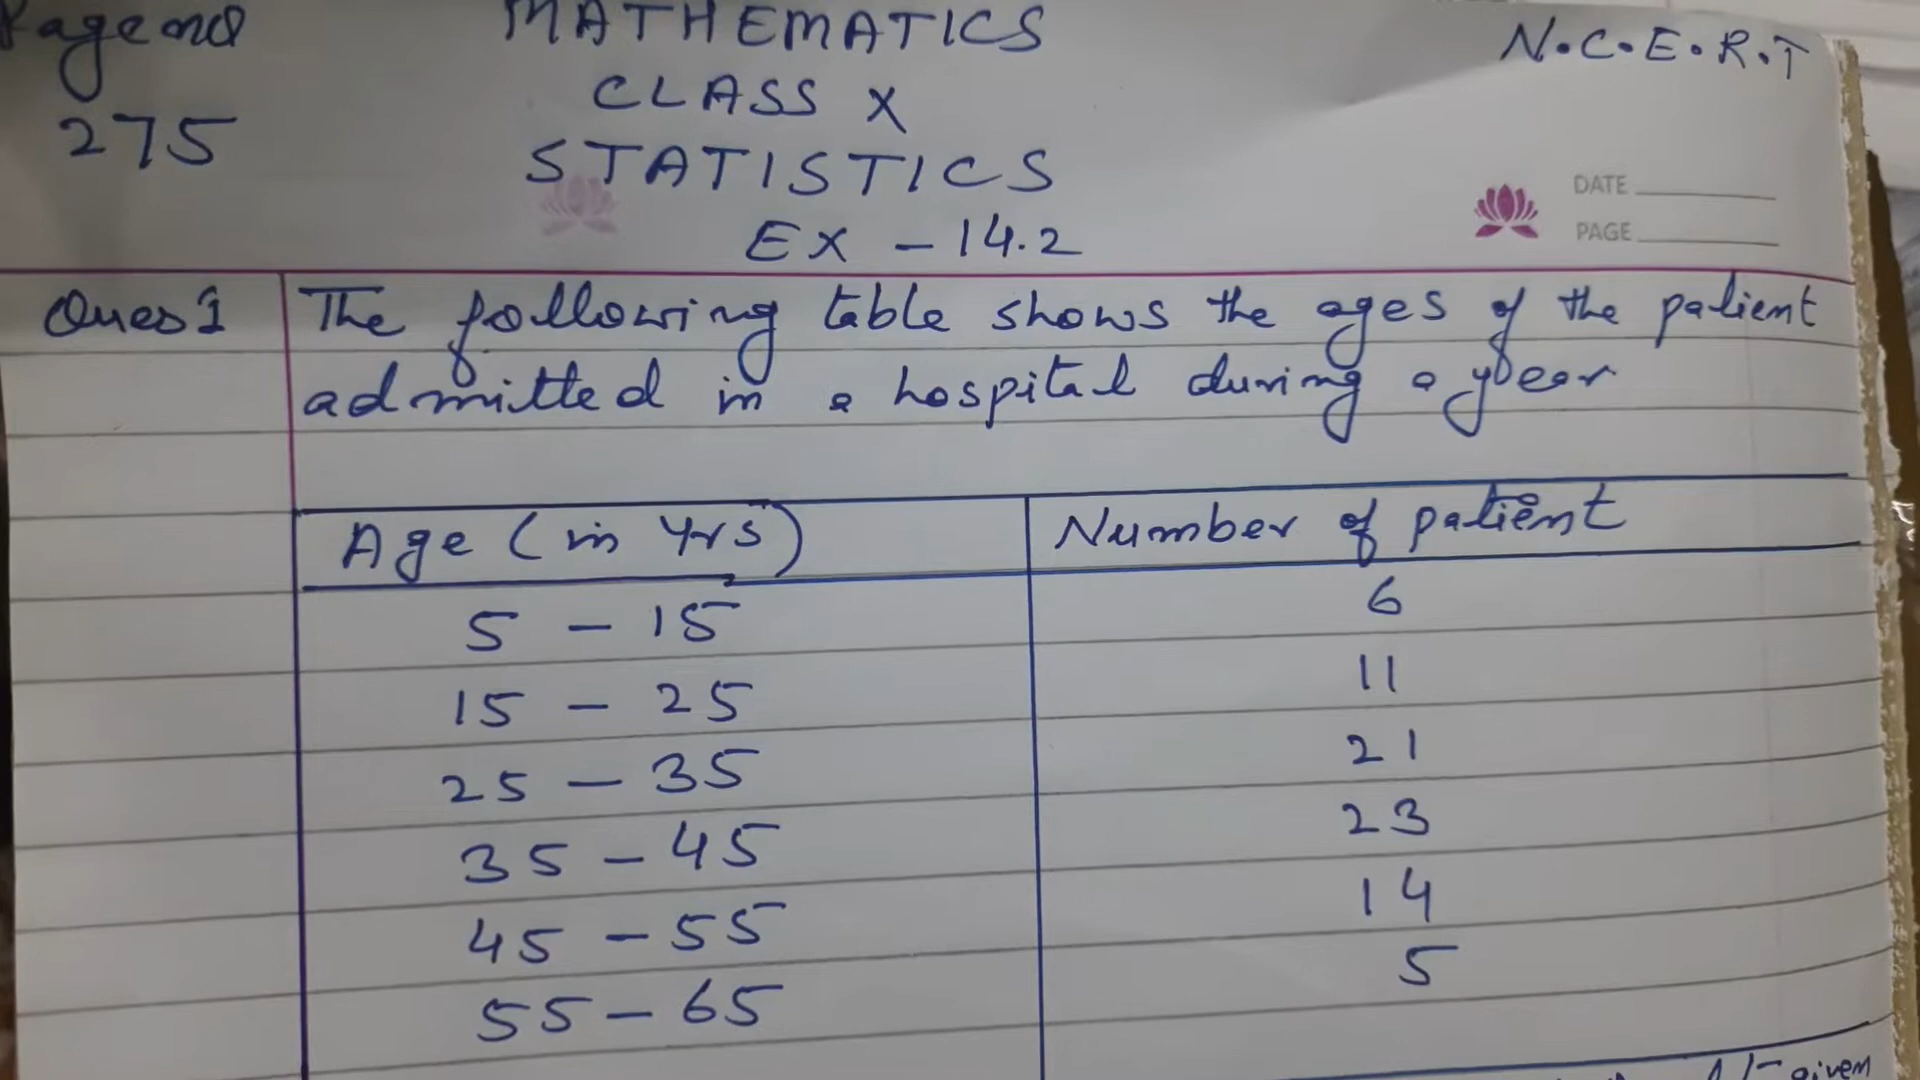 Page no
275
MATHEMATICS
CLASS X
STATISTICS
EX - 14.2
N.C.E.R.T
DATE
PAGE
Ques 1 The following table shows the ages of the patient
admitted in a hospital during a year
Age (in Yrs) Number of patient
5 - 15 6
15 - 25 11
25 - 35 21
35 - 45 23
45 - 55 14
55 - 65 5
given